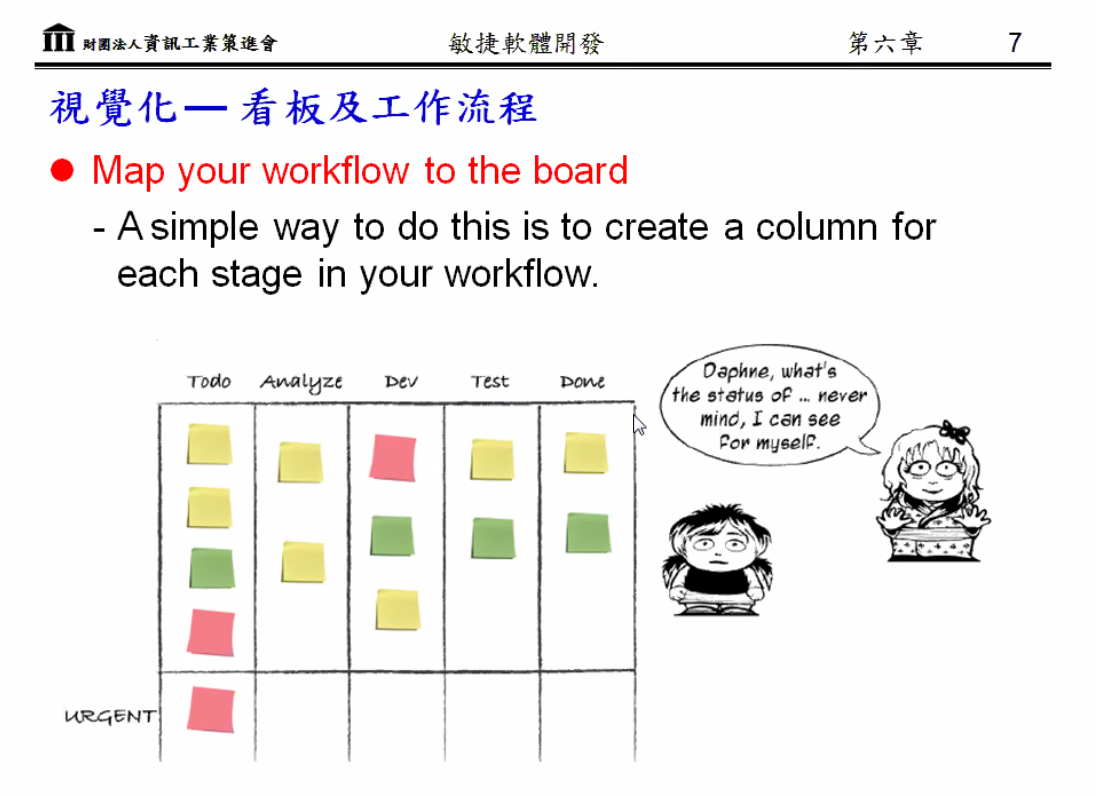 財團法人資訊工業策進會
敏捷軟體開發
第六章
7
視覺化 — 看板及工作流程
Map your workflow to the board
- A simple way to do this is to create a column for
each stage in your workflow.
Todo
Analyze
Dev
Test
Done
Daphne, what's
the status of ... never
mind, I can see
for myself.
URGENT